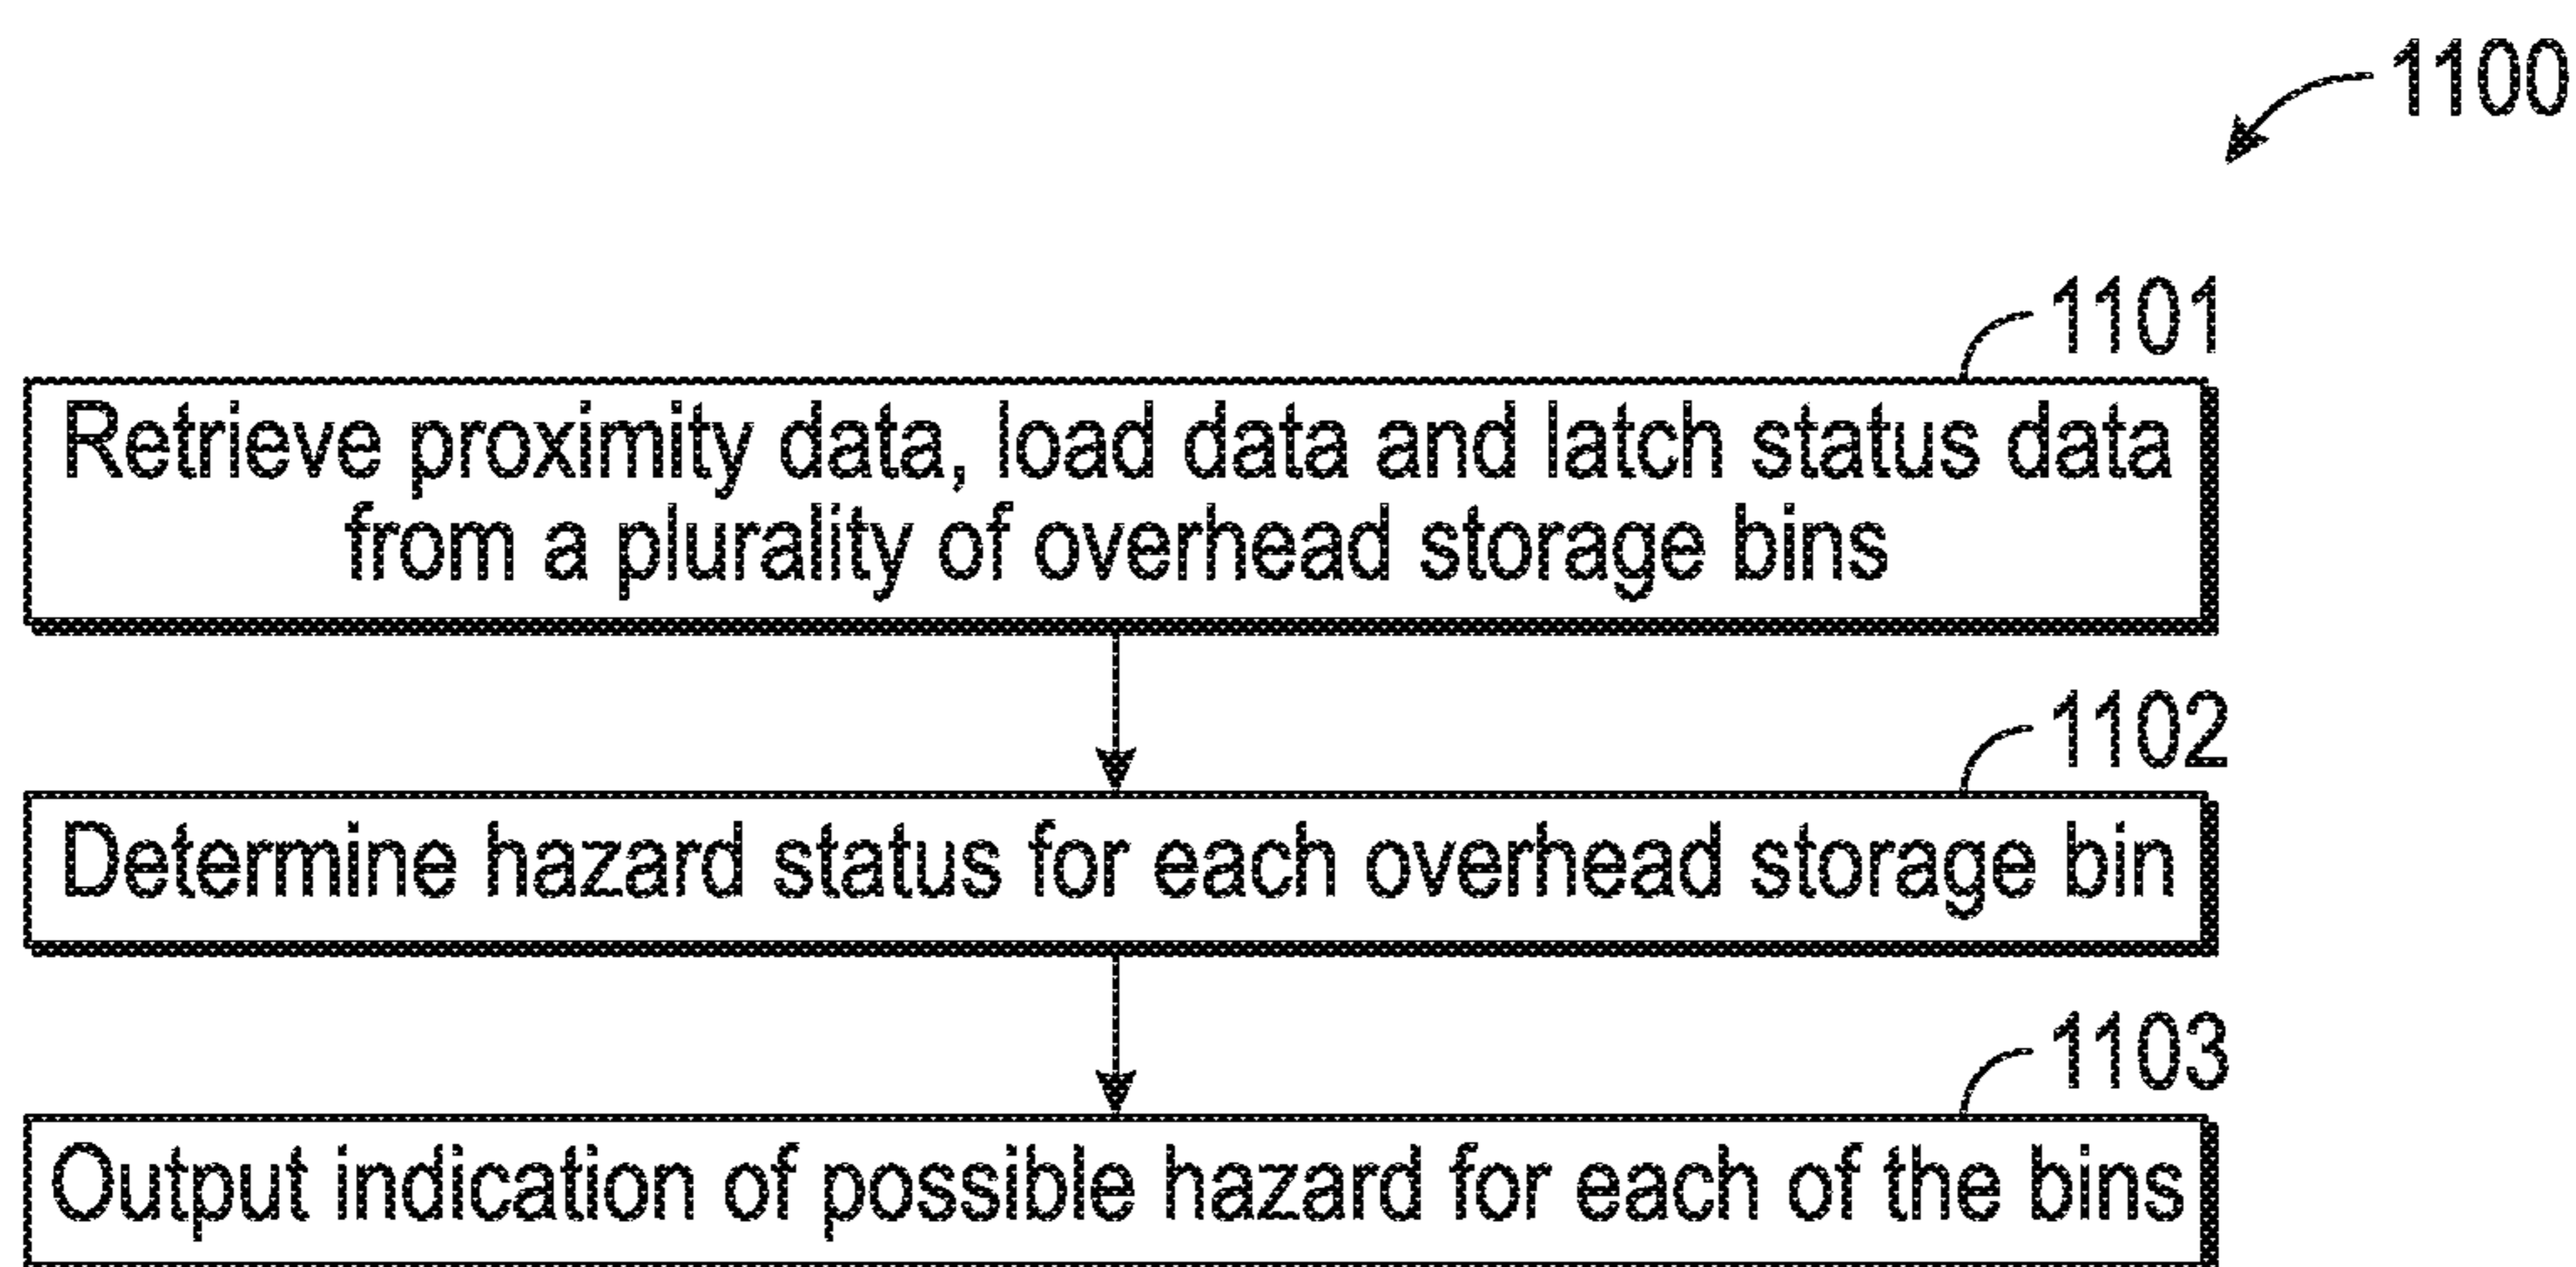 1100
1101
Retrieve proximity data, load data and latch status data
from a plurality of overhead storage bins
1102
Determine hazard status for each overhead storage bin
1103
Output indication of possible hazard for each of the bins